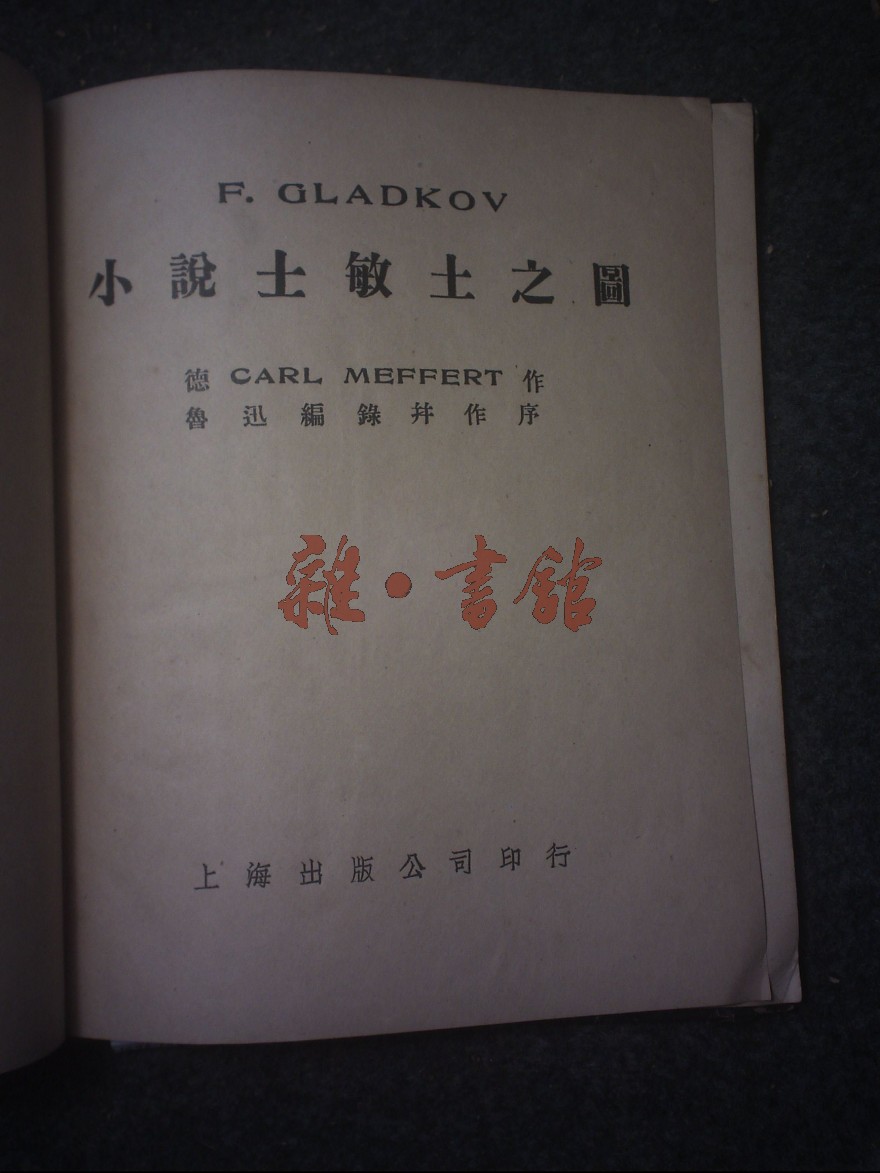 F. GLADKOV
小說士敏土之圖
德 CARL MEFFERT 作
魯迅編錄幷作序
雜·書館
上海出版公司印行